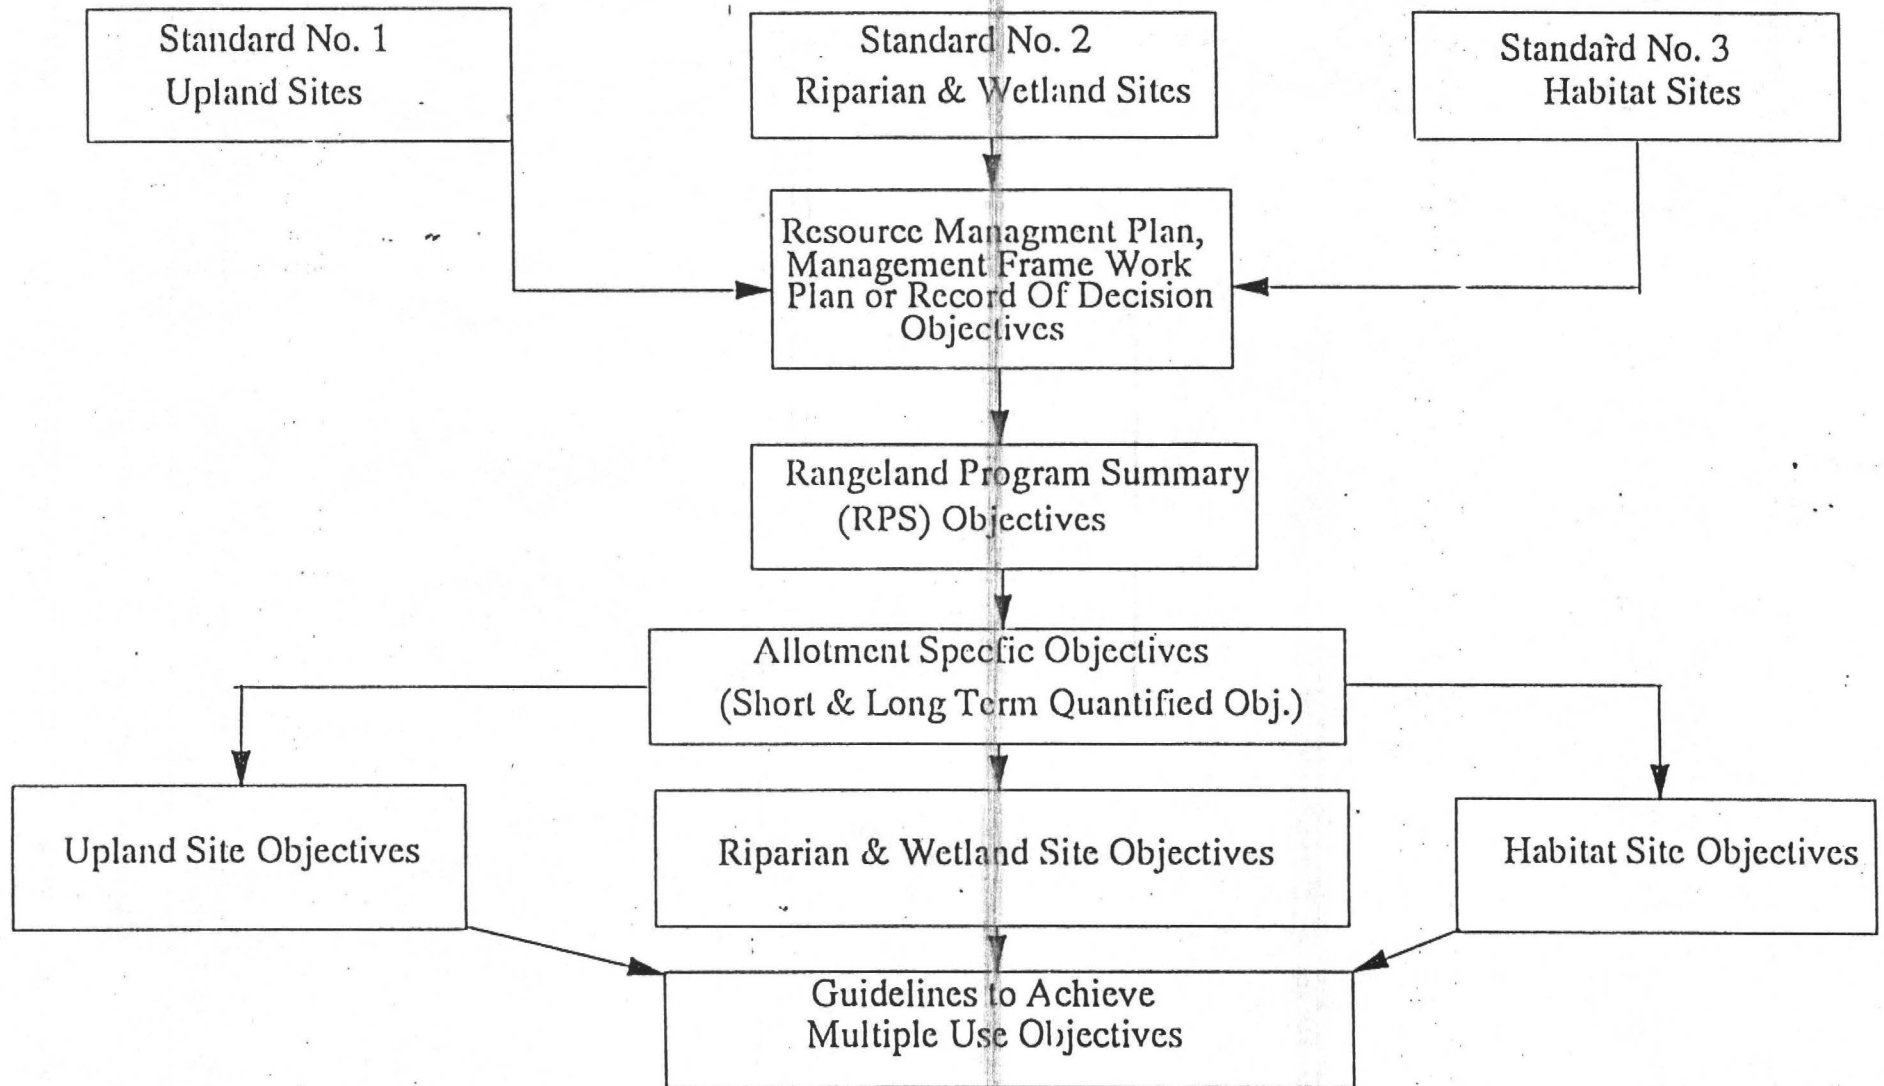 Standard No. 1
Upland Sites
Standard No. 2
Riparian & Wetland Sites
Standard No. 3
Habitat Sites
Resource Managment Plan,
Management Frame Work
Plan or Record Of Decision
Objectives
Rangeland Program Summary
(RPS) Objectives
Allotment Specfic Objectives
(Short & Long Term Quantified Obj.)
Upland Site Objectives
Riparian & Wetland Site Objectives
Habitat Site Objectives
Guidelines to Achieve
Multiple Use Objectives